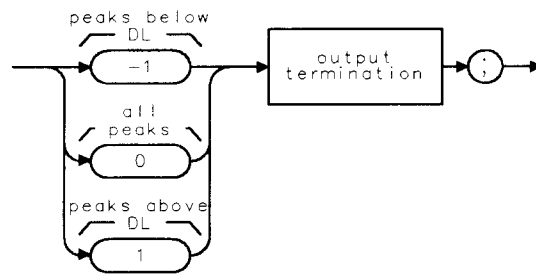 peaks below
DL
-1
output
termination
;
all
peaks
0
peaks above
DL
1